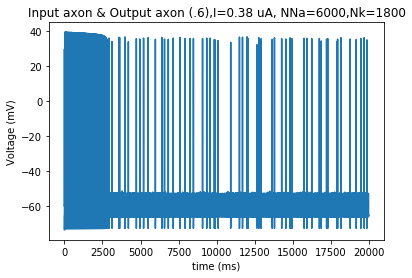 Input axon & Output axon (.6),I=0.38 uA, NNa=6000,Nk=1800
40
20
0
−20
−40
−60
Voltage (mV)
0 2500 5000 7500 10000 12500 15000 17500 20000
time (ms)